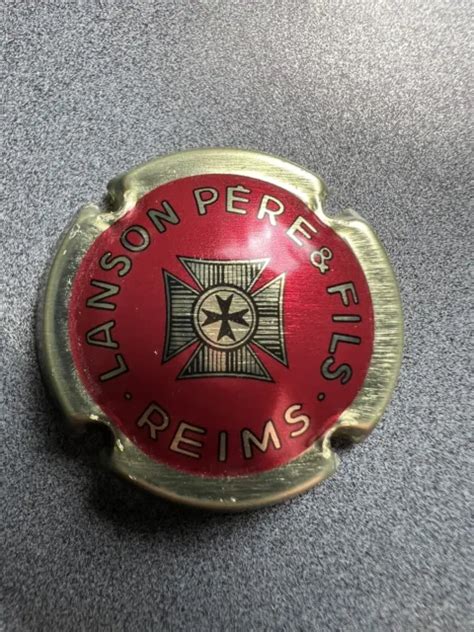 LANSON PÈRE & FILS
· REIMS ·